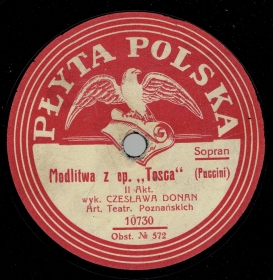 PŁYTA POLSKA
Sopran
Modlitwa z op. „Tosca“ (Puccini)
II Akt.
wyk. CZESŁAWA DONAN
Art. Teatr. Poznańskich
10730
Obst. № 572